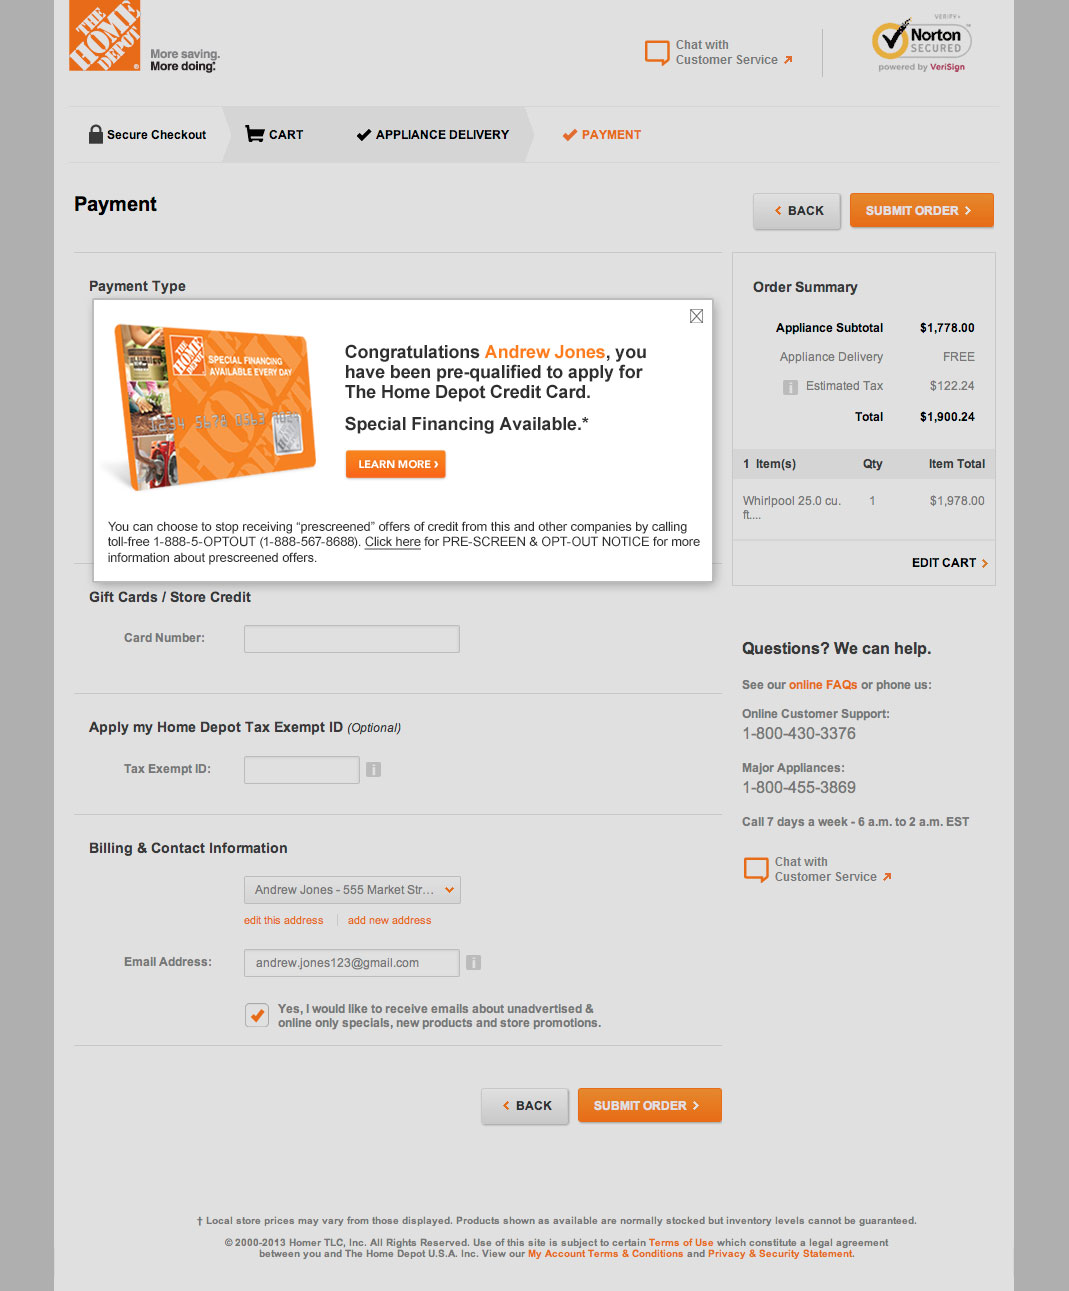 THE
HOME
DEPOT
More saving.
More doing.
Chat with
Customer Service
VERIFY
Norton
SECURED
powered by VeriSign
Secure Checkout
CART
APPLIANCE DELIVERY
PAYMENT
Payment
BACK
SUBMIT ORDER
Payment Type
THE
HOME
DEPOT
SPECIAL FINANCING
AVAILABLE EVERY DAY
Congratulations Andrew Jones, you
have been pre-qualified to apply for
The Home Depot Credit Card.
Special Financing Available.*
LEARN MORE
You can choose to stop receiving “prescreened” offers of credit from this and other companies by calling
toll-free 1-888-5-OPTOUT (1-888-567-8688). Click here for PRE-SCREEN & OPT-OUT NOTICE for more
information about prescreened offers.
Order Summary
Appliance Subtotal $1,778.00
Appliance Delivery FREE
i Estimated Tax $122.24
Total $1,900.24
1 Item(s) Qty Item Total
Whirlpool 25.0 cu. 1 $1,978.00
ft....
EDIT CART
Gift Cards / Store Credit
Card Number:
Apply my Home Depot Tax Exempt ID (Optional)
Tax Exempt ID: i
Billing & Contact Information
Andrew Jones - 555 Market Str...
edit this address | add new address
Email Address: andrew.jones123@gmail.com i
Yes, I would like to receive emails about unadvertised &
online only specials, new products and store promotions.
BACK
SUBMIT ORDER
Questions? We can help.
See our online FAQs or phone us:
Online Customer Support:
1-800-430-3376
Major Appliances:
1-800-455-3869
Call 7 days a week - 6 a.m. to 2 a.m. EST
Chat with
Customer Service
† Local store prices may vary from those displayed. Products shown as available are normally stocked but inventory levels cannot be guaranteed.
© 2000-2013 Homer TLC, Inc. All Rights Reserved. Use of this site is subject to certain Terms of Use which constitute a legal agreement
between you and The Home Depot U.S.A. Inc. View our My Account Terms & Conditions and Privacy & Security Statement.